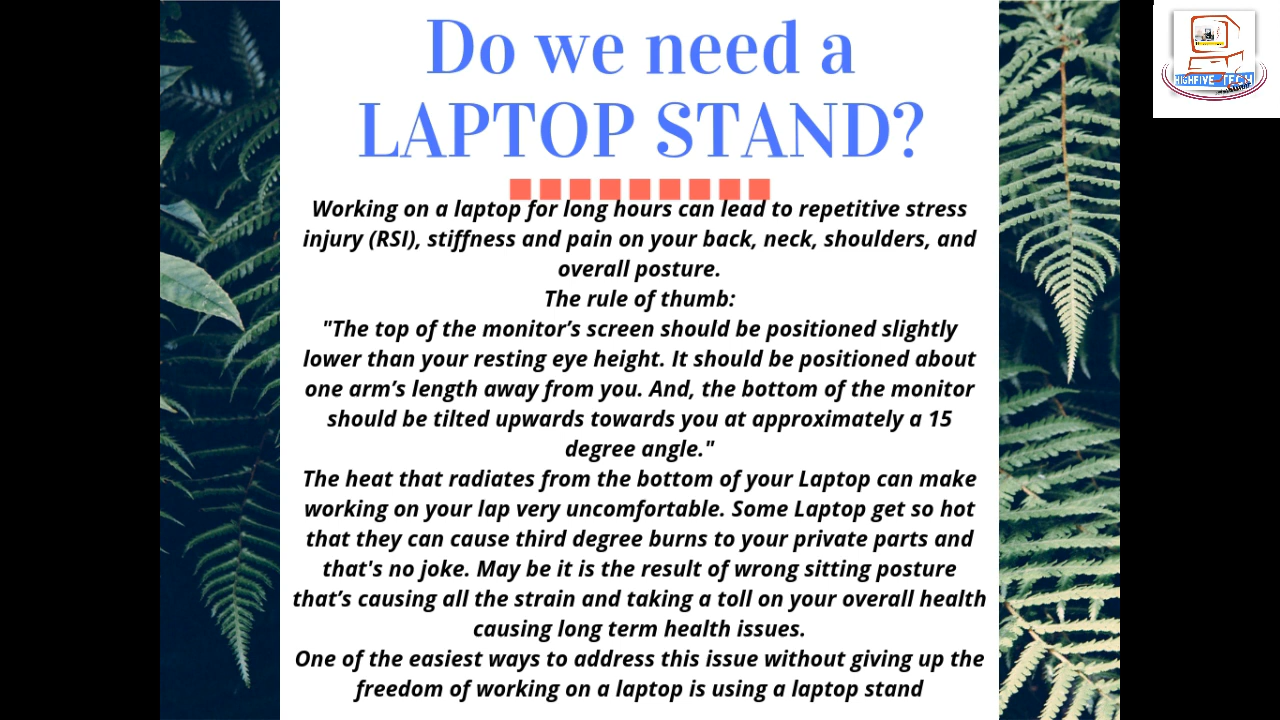 Do we need a
LAPTOP STAND?
Working on a laptop for long hours can lead to repetitive stress
injury (RSI), stiffness and pain on your back, neck, shoulders, and
overall posture.
The rule of thumb:
"The top of the monitor’s screen should be positioned slightly
lower than your resting eye height. It should be positioned about
one arm’s length away from you. And, the bottom of the monitor
should be tilted upwards towards you at approximately a 15
degree angle."
The heat that radiates from the bottom of your Laptop can make
working on your lap very uncomfortable. Some Laptop get so hot
that they can cause third degree burns to your private parts and
that's no joke. May be it is the result of wrong sitting posture
that’s causing all the strain and taking a toll on your overall health
causing long term health issues.
One of the easiest ways to address this issue without giving up the
freedom of working on a laptop is using a laptop stand
HIGHFIVE TECH